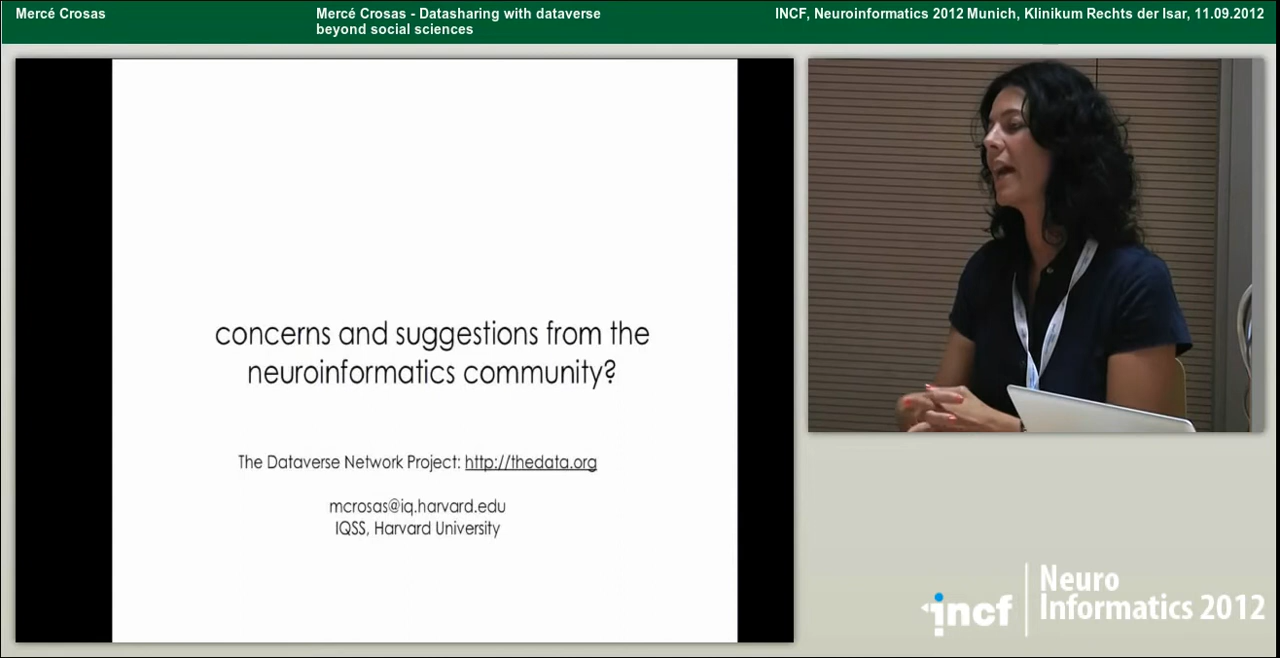 Mercé Crosas
Mercé Crosas - Datasharing with dataverse
beyond social sciences
INCF, Neuroinformatics 2012 Munich, Klinikum Rechts der Isar, 11.09.2012
concerns and suggestions from the
neuroinformatics community?
The Dataverse Network Project: http://thedata.org
mcrosas@iq.harvard.edu
IQSS, Harvard University
incf
Neuro
Informatics 2012